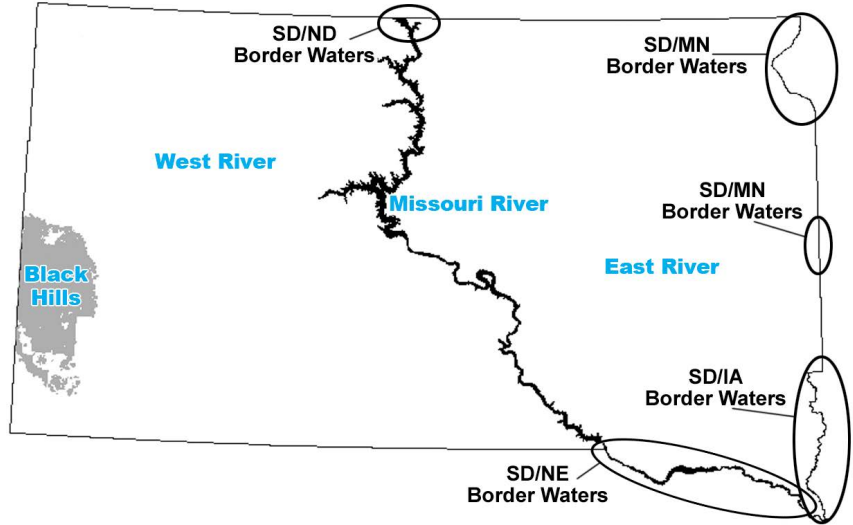 SD/ND
Border Waters
SD/MN
Border Waters
West River
Missouri River
SD/MN
Border Waters
East River
Black
Hills
SD/IA
Border Waters
SD/NE
Border Waters